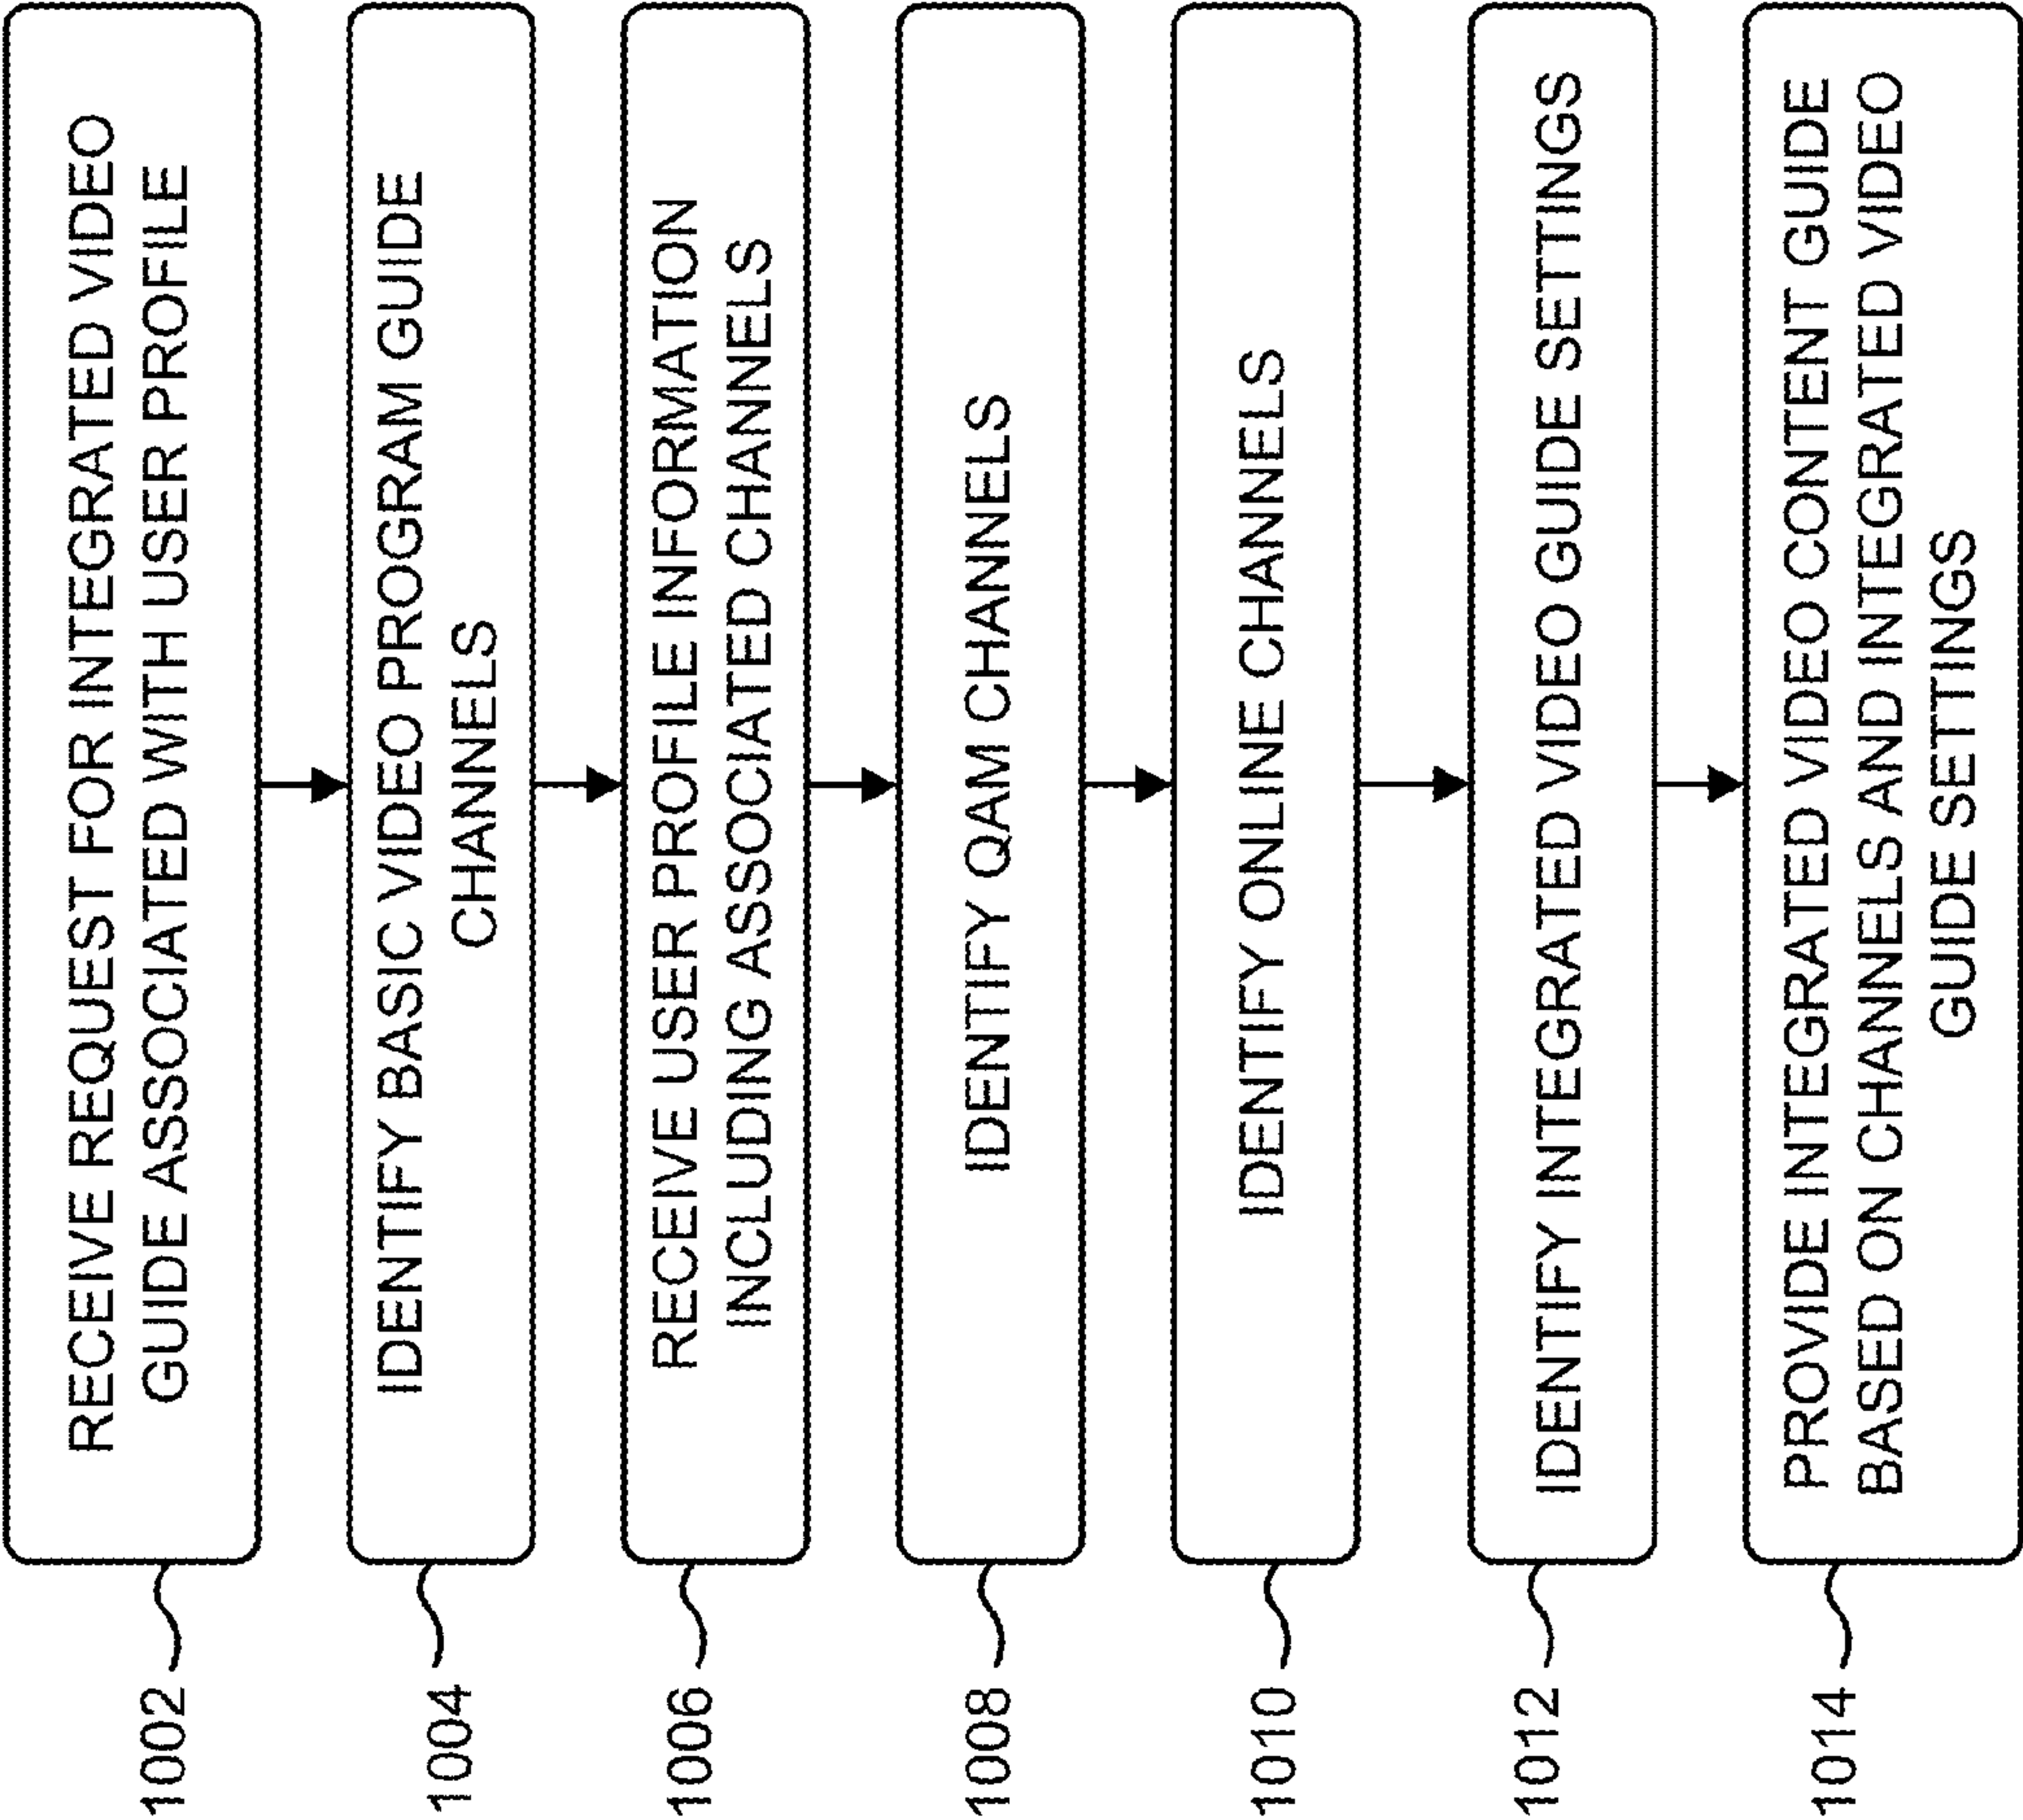 1002
RECEIVE REQUEST FOR INTEGRATED VIDEO
GUIDE ASSOCIATED WITH USER PROFILE
1004
IDENTIFY BASIC VIDEO PROGRAM GUIDE
CHANNELS
1006
RECEIVE USER PROFILE INFORMATION
INCLUDING ASSOCIATED CHANNELS
1008
IDENTIFY QAM CHANNELS
1010
IDENTIFY ONLINE CHANNELS
1012
IDENTIFY INTEGRATED VIDEO GUIDE SETTINGS
1014
PROVIDE INTEGRATED VIDEO CONTENT GUIDE
BASED ON CHANNELS AND INTEGRATED VIDEO
GUIDE SETTINGS